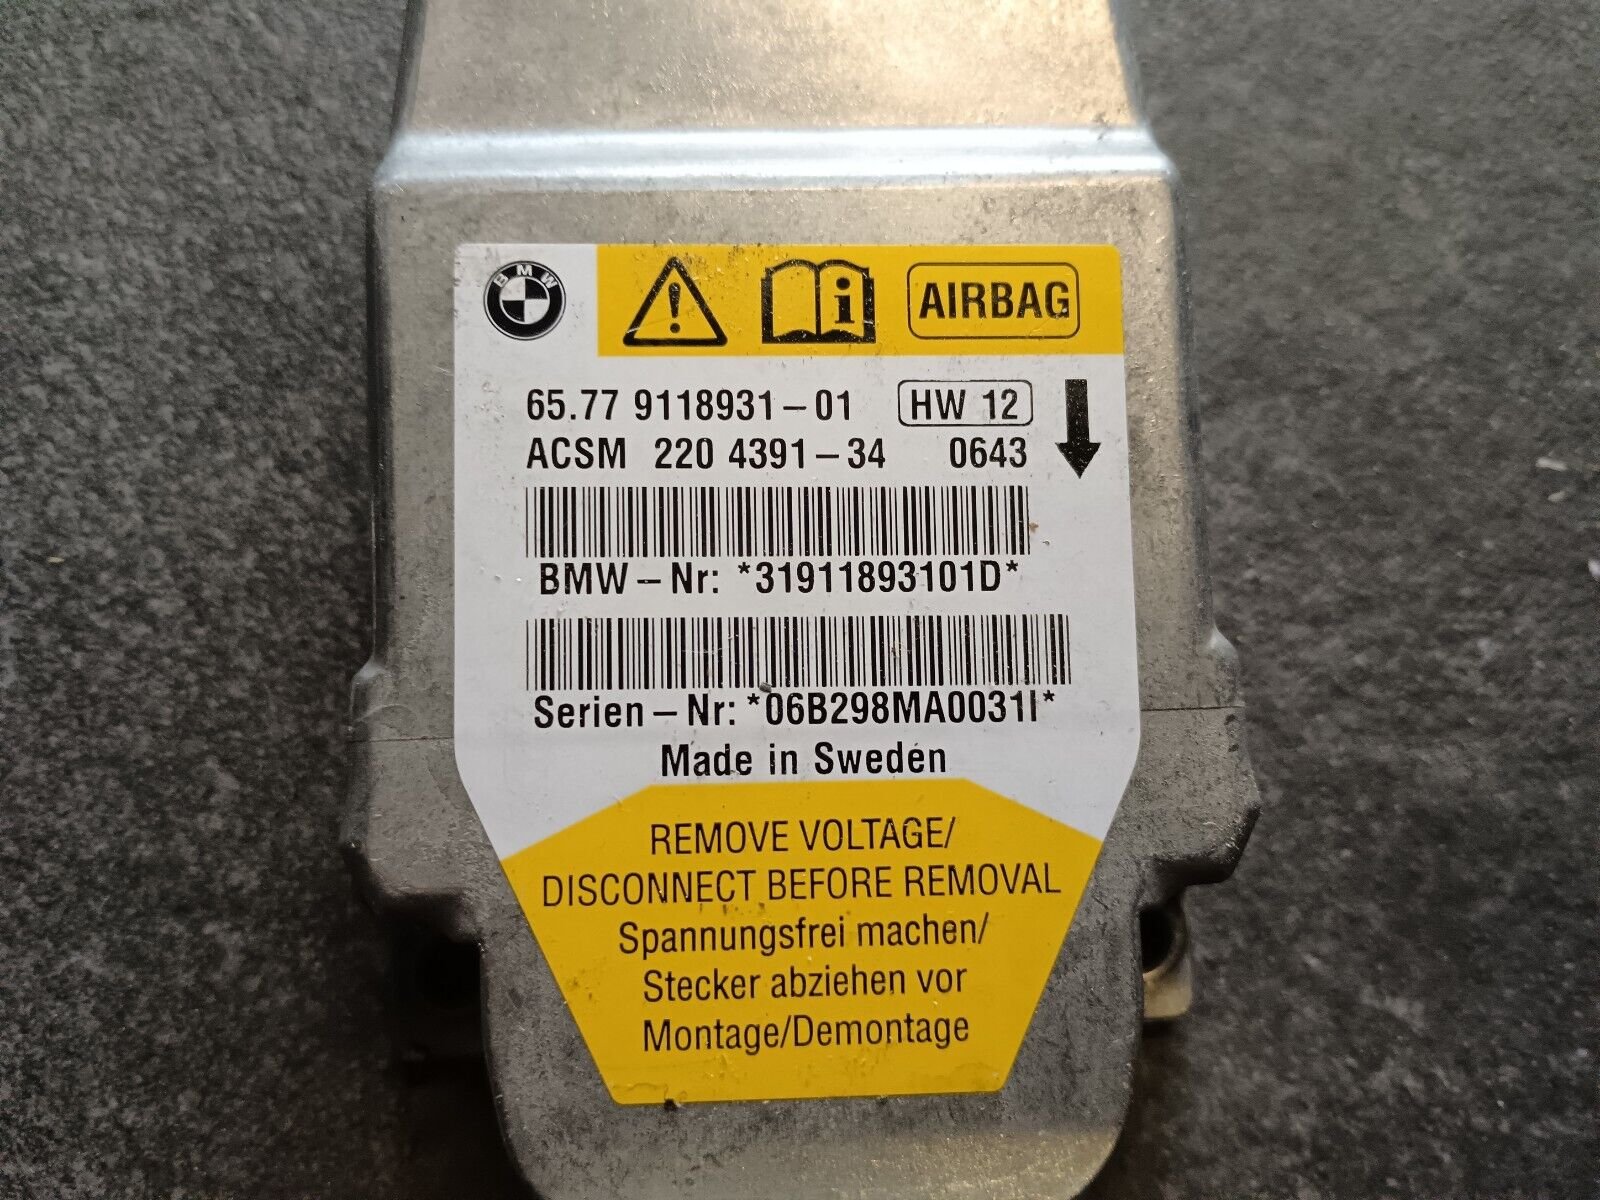 BMW
AIRBAG
65.77 9118931-01 HW 12
ACSM 220 4391-34 0643
BMW-Nr: *31911893101D*
Serien-Nr: *06B298MA0031I*
Made in Sweden
REMOVE VOLTAGE/
DISCONNECT BEFORE REMOVAL
Spannungsfrei machen/
Stecker abziehen vor
Montage/Demontage